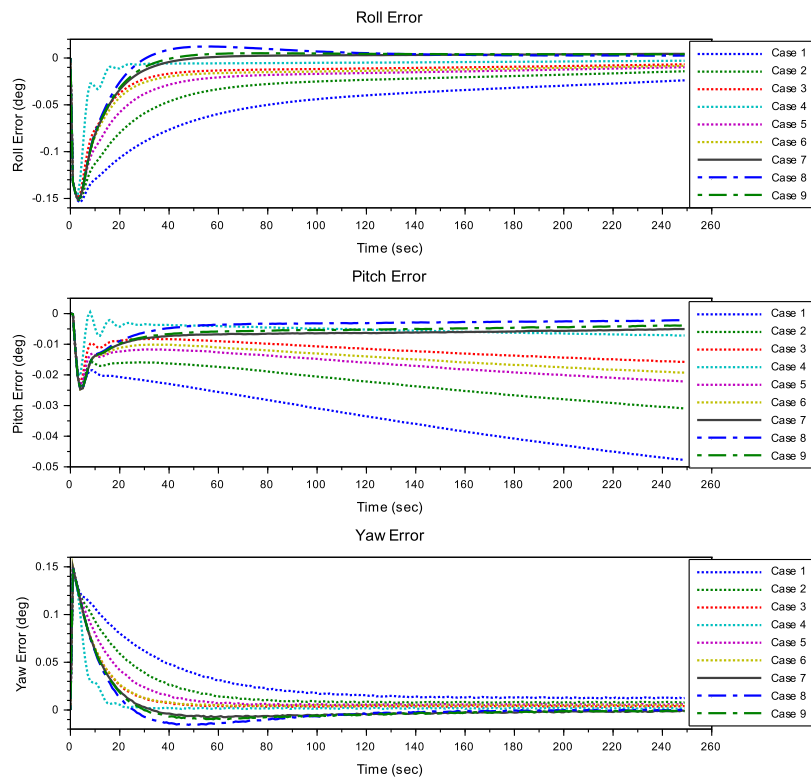 Roll Error
0
-0.05
-0.1
-0.15
Roll Error (deg)
0 20 40 60 80 100 120 140 160 180 200 220 240 260
Time (sec)
Case 1
Case 2
Case 3
Case 4
Case 5
Case 6
Case 7
Case 8
Case 9
Pitch Error
0
-0.01
-0.02
-0.03
-0.04
-0.05
Pitch Error (deg)
0 20 40 60 80 100 120 140 160 180 200 220 240 260
Time (sec)
Case 1
Case 2
Case 3
Case 4
Case 5
Case 6
Case 7
Case 8
Case 9
Yaw Error
0.15
0.1
0.05
0
Yaw Error (deg)
0 20 40 60 80 100 120 140 160 180 200 220 240 260
Time (sec)
Case 1
Case 2
Case 3
Case 4
Case 5
Case 6
Case 7
Case 8
Case 9